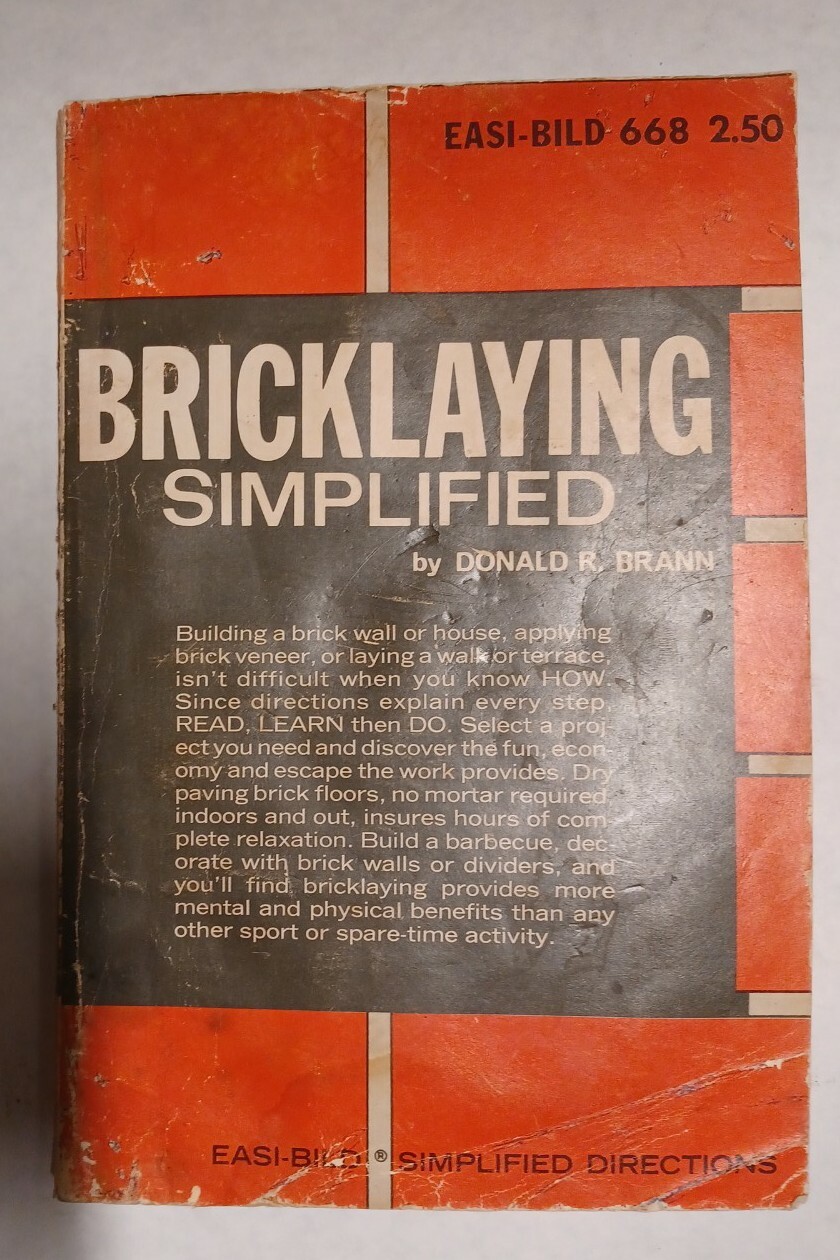 EASI-BILD 668 2.50
BRICKLAYING
SIMPLIFIED
by DONALD R. BRANN
Building a brick wall or house, applying
brick veneer, or laying a walk or terrace,
isn't difficult when you know HOW.
Since directions explain every step,
READ, LEARN then DO. Select a proj-
ect you need and discover the fun, econ-
omy and escape the work provides. Dry
paving brick floors, no mortar required
indoors and out, insures hours of com
plete relaxation. Build a barbecue, dec-
orate with brick walls or dividers, and
you'll find bricklaying provides more
mental and physical benefits than any
other sport or spare-time activity.
EASI-BILD ® SIMPLIFIED DIRECTIONS